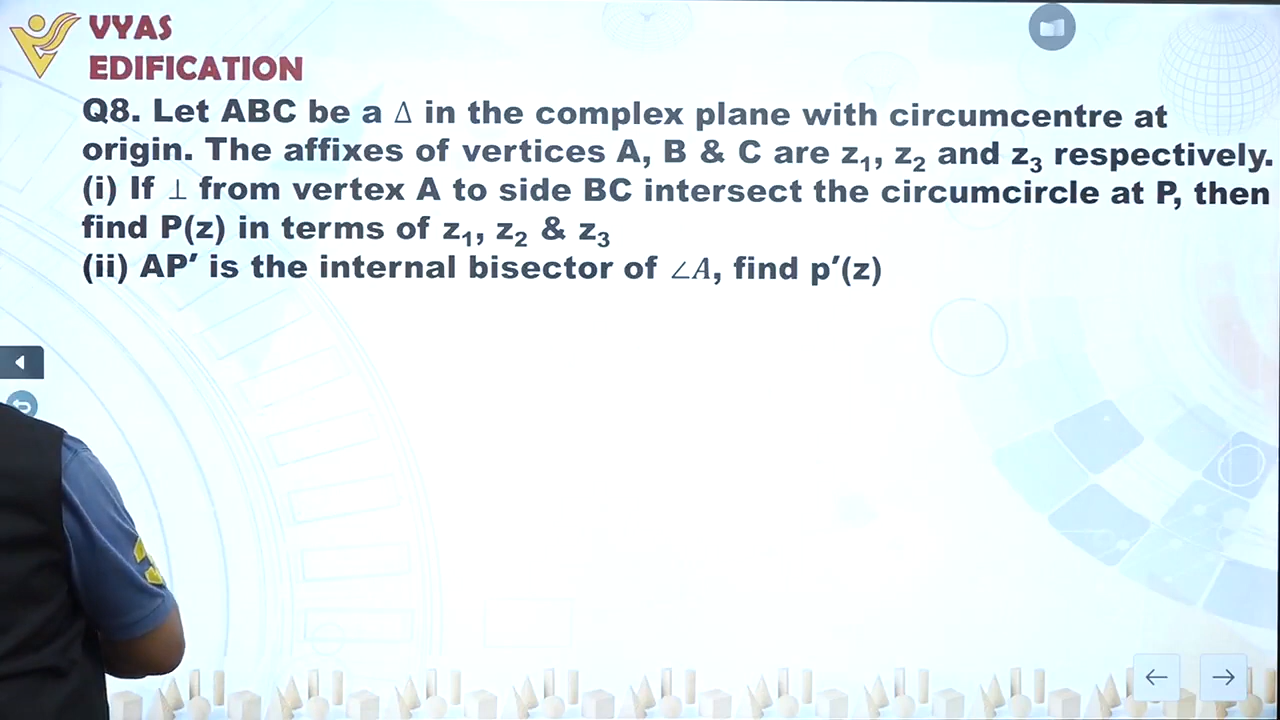 VYAS
EDIFICATION
Q8. Let ABC be a Δ in the complex plane with circumcentre at
origin. The affixes of vertices A, B & C are z₁, z₂ and z₃ respectively.
(i) If ⊥ from vertex A to side BC intersect the circumcircle at P, then
find P(z) in terms of z₁, z₂ & z₃
(ii) AP′ is the internal bisector of ∠A, find p′(z)